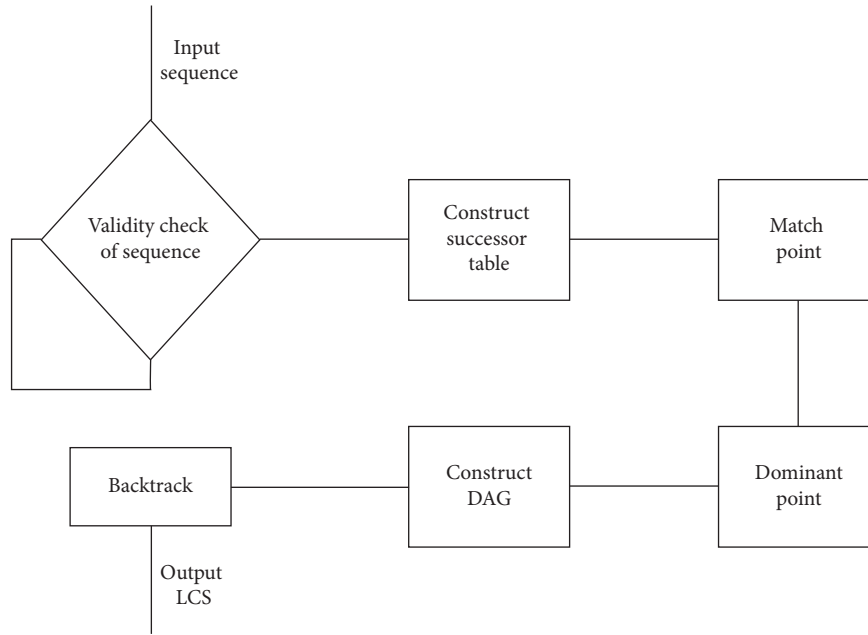 Input
sequence
Validity check
of sequence
Construct
successor
table
Match
point
Dominant
point
Construct
DAG
Backtrack
Output
LCS